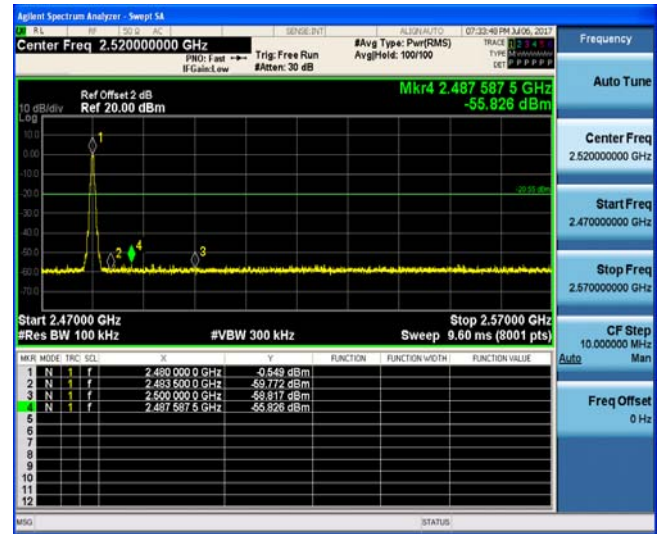 Agilent Spectrum Analyzer - Swept SA
RL RF 50 Ω AC SENSE:INT ALIGN AUTO 07:33:48 PM Jul 06, 2017
Center Freq 2.520000000 GHz
PNO: Fast Trig: Free Run
IFGain:Low #Atten: 30 dB
#Avg Type: Pwr(RMS)
Avg|Hold: 100/100
TRACE 1 2 3 4 5 6
TYPE
DET P P P P P P
Frequency
Auto Tune
Mkr4 2.487 587 5 GHz
-55.826 dBm
Ref Offset 2 dB
10 dB/div Ref 20.00 dBm
Log
10.0
0.00
-10.0
-20.0
-30.0
-40.0
-50.0
-60.0
-70.0
1
2
4
3
Center Freq
2.520000000 GHz
Start Freq
2.470000000 GHz
Stop Freq
2.570000000 GHz
Start 2.47000 GHz Stop 2.57000 GHz
#Res BW 100 kHz #VBW 300 kHz Sweep 9.60 ms (8001 pts)
CF Step
10.000000 MHz
Auto Man
MKR MODE TRC SCL X Y FUNCTION FUNCTION WIDTH FUNCTION VALUE
1 N 1 f 2.480 000 0 GHz -0.549 dBm
2 N 1 f 2.483 500 0 GHz -59.772 dBm
3 N 1 f 2.500 000 0 GHz -58.817 dBm
4 N 1 f 2.487 587 5 GHz -55.826 dBm
5
6
7
8
9
10
11
12
Freq Offset
0 Hz
MSG STATUS